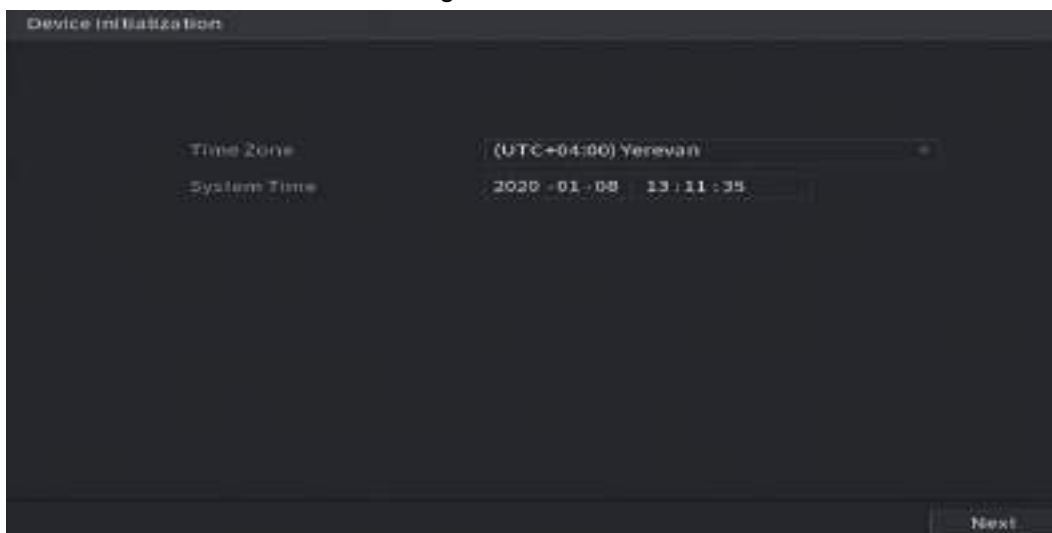 Device Initialization
Time Zone (UTC+04:00) Yerevan
System Time 2020 - 01 - 08 13 : 11 : 35
Next